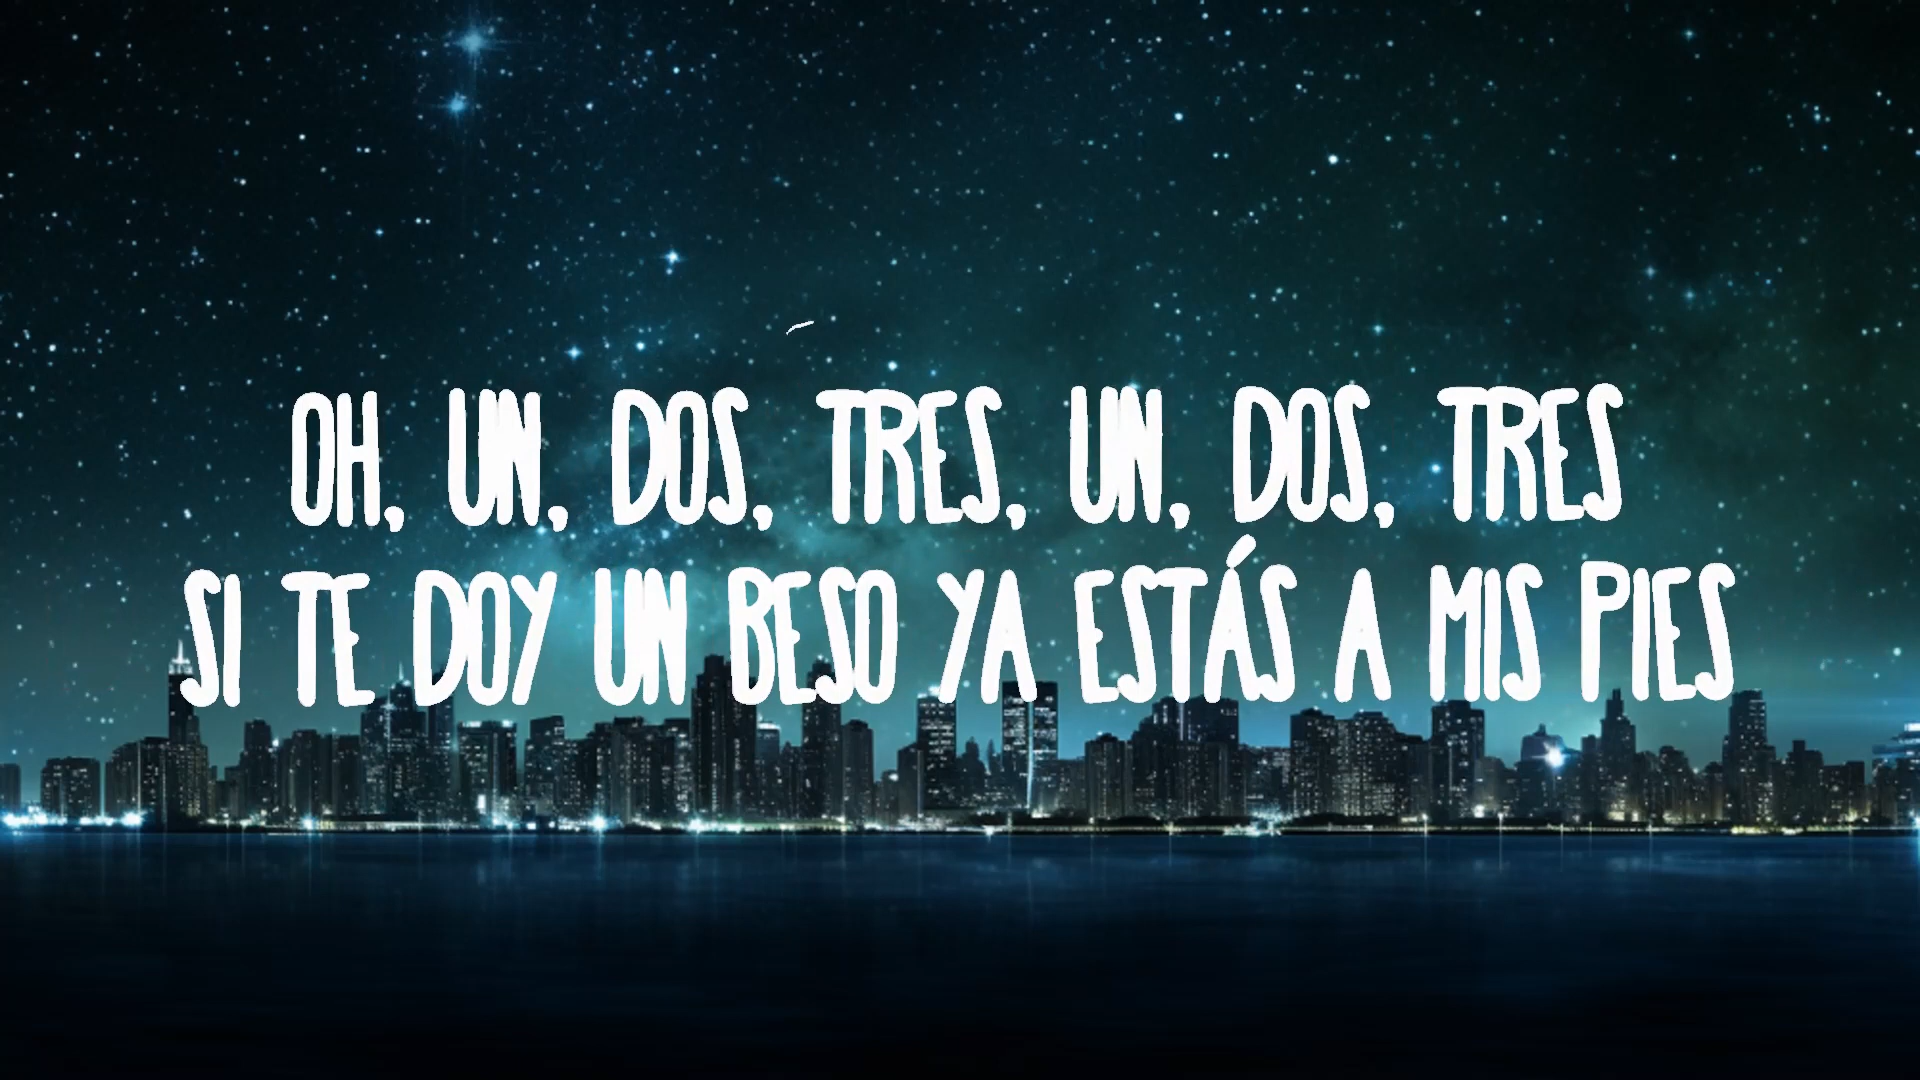 OH, UN, DOS, TRES, UN, DOS, TRES
SI TE DOY UN BESO YA ESTÁS A MIS PIES